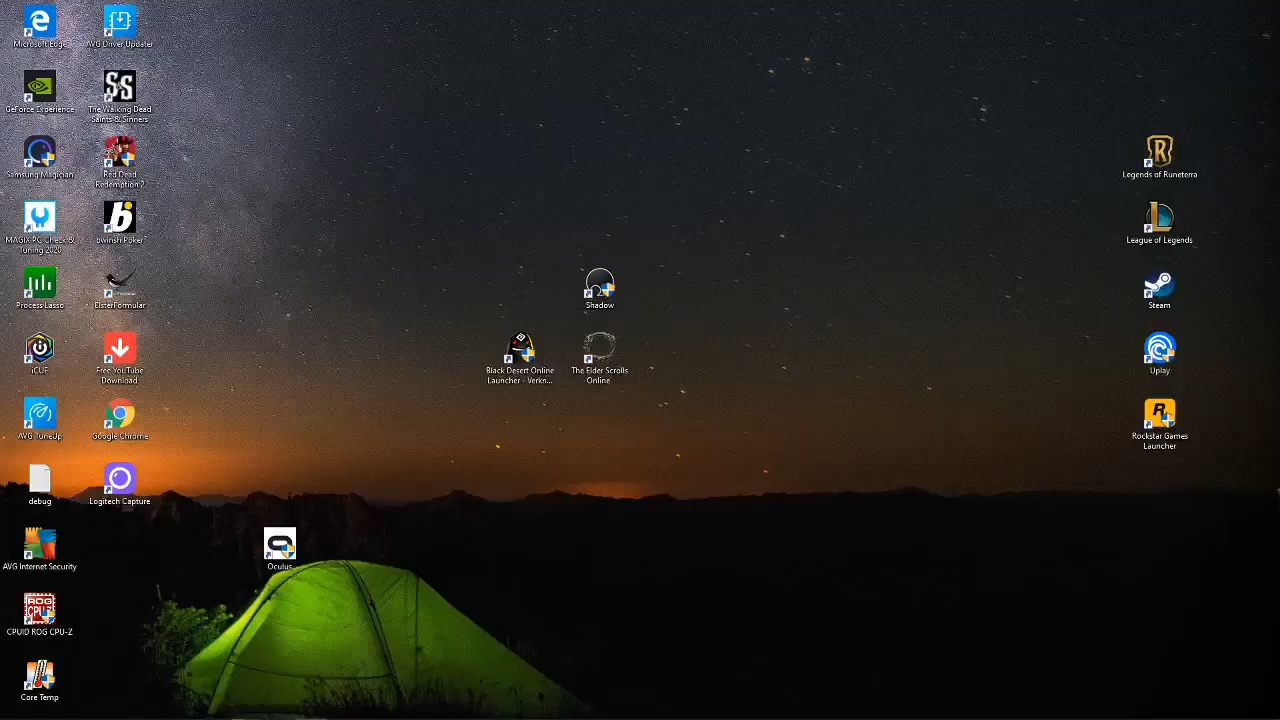 Microsoft Edge
AVG Driver Updater
GeForce Experience
The Walking Dead
Saints & Sinners
Samsung Magician
Red Dead
Redemption 2
MAGIX PC Check &
Tuning 2020
bwinsh Poker
Process Lasso
ElsterFormular
iCUE
Free YouTube
Download
AVG TuneUp
Google Chrome
debug
Logitech Capture
AVG Internet Security
CPUID ROG CPU-Z
Core Temp
Oculus
Shadow
Black Desert Online
Launcher - Verkn...
The Elder Scrolls
Online
Legends of Runeterra
League of Legends
Steam
Uplay
Rockstar Games
Launcher